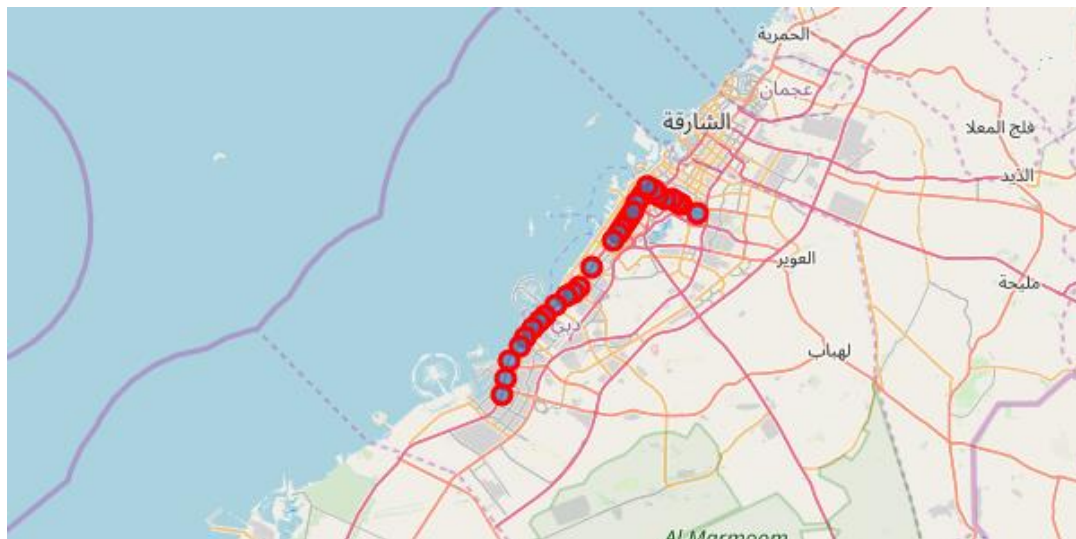 الحمرية
عجمان
الشارقة
فلج المعلا
الذيد
العوير
مليحة
دبي
لهباب
Al Marmoom